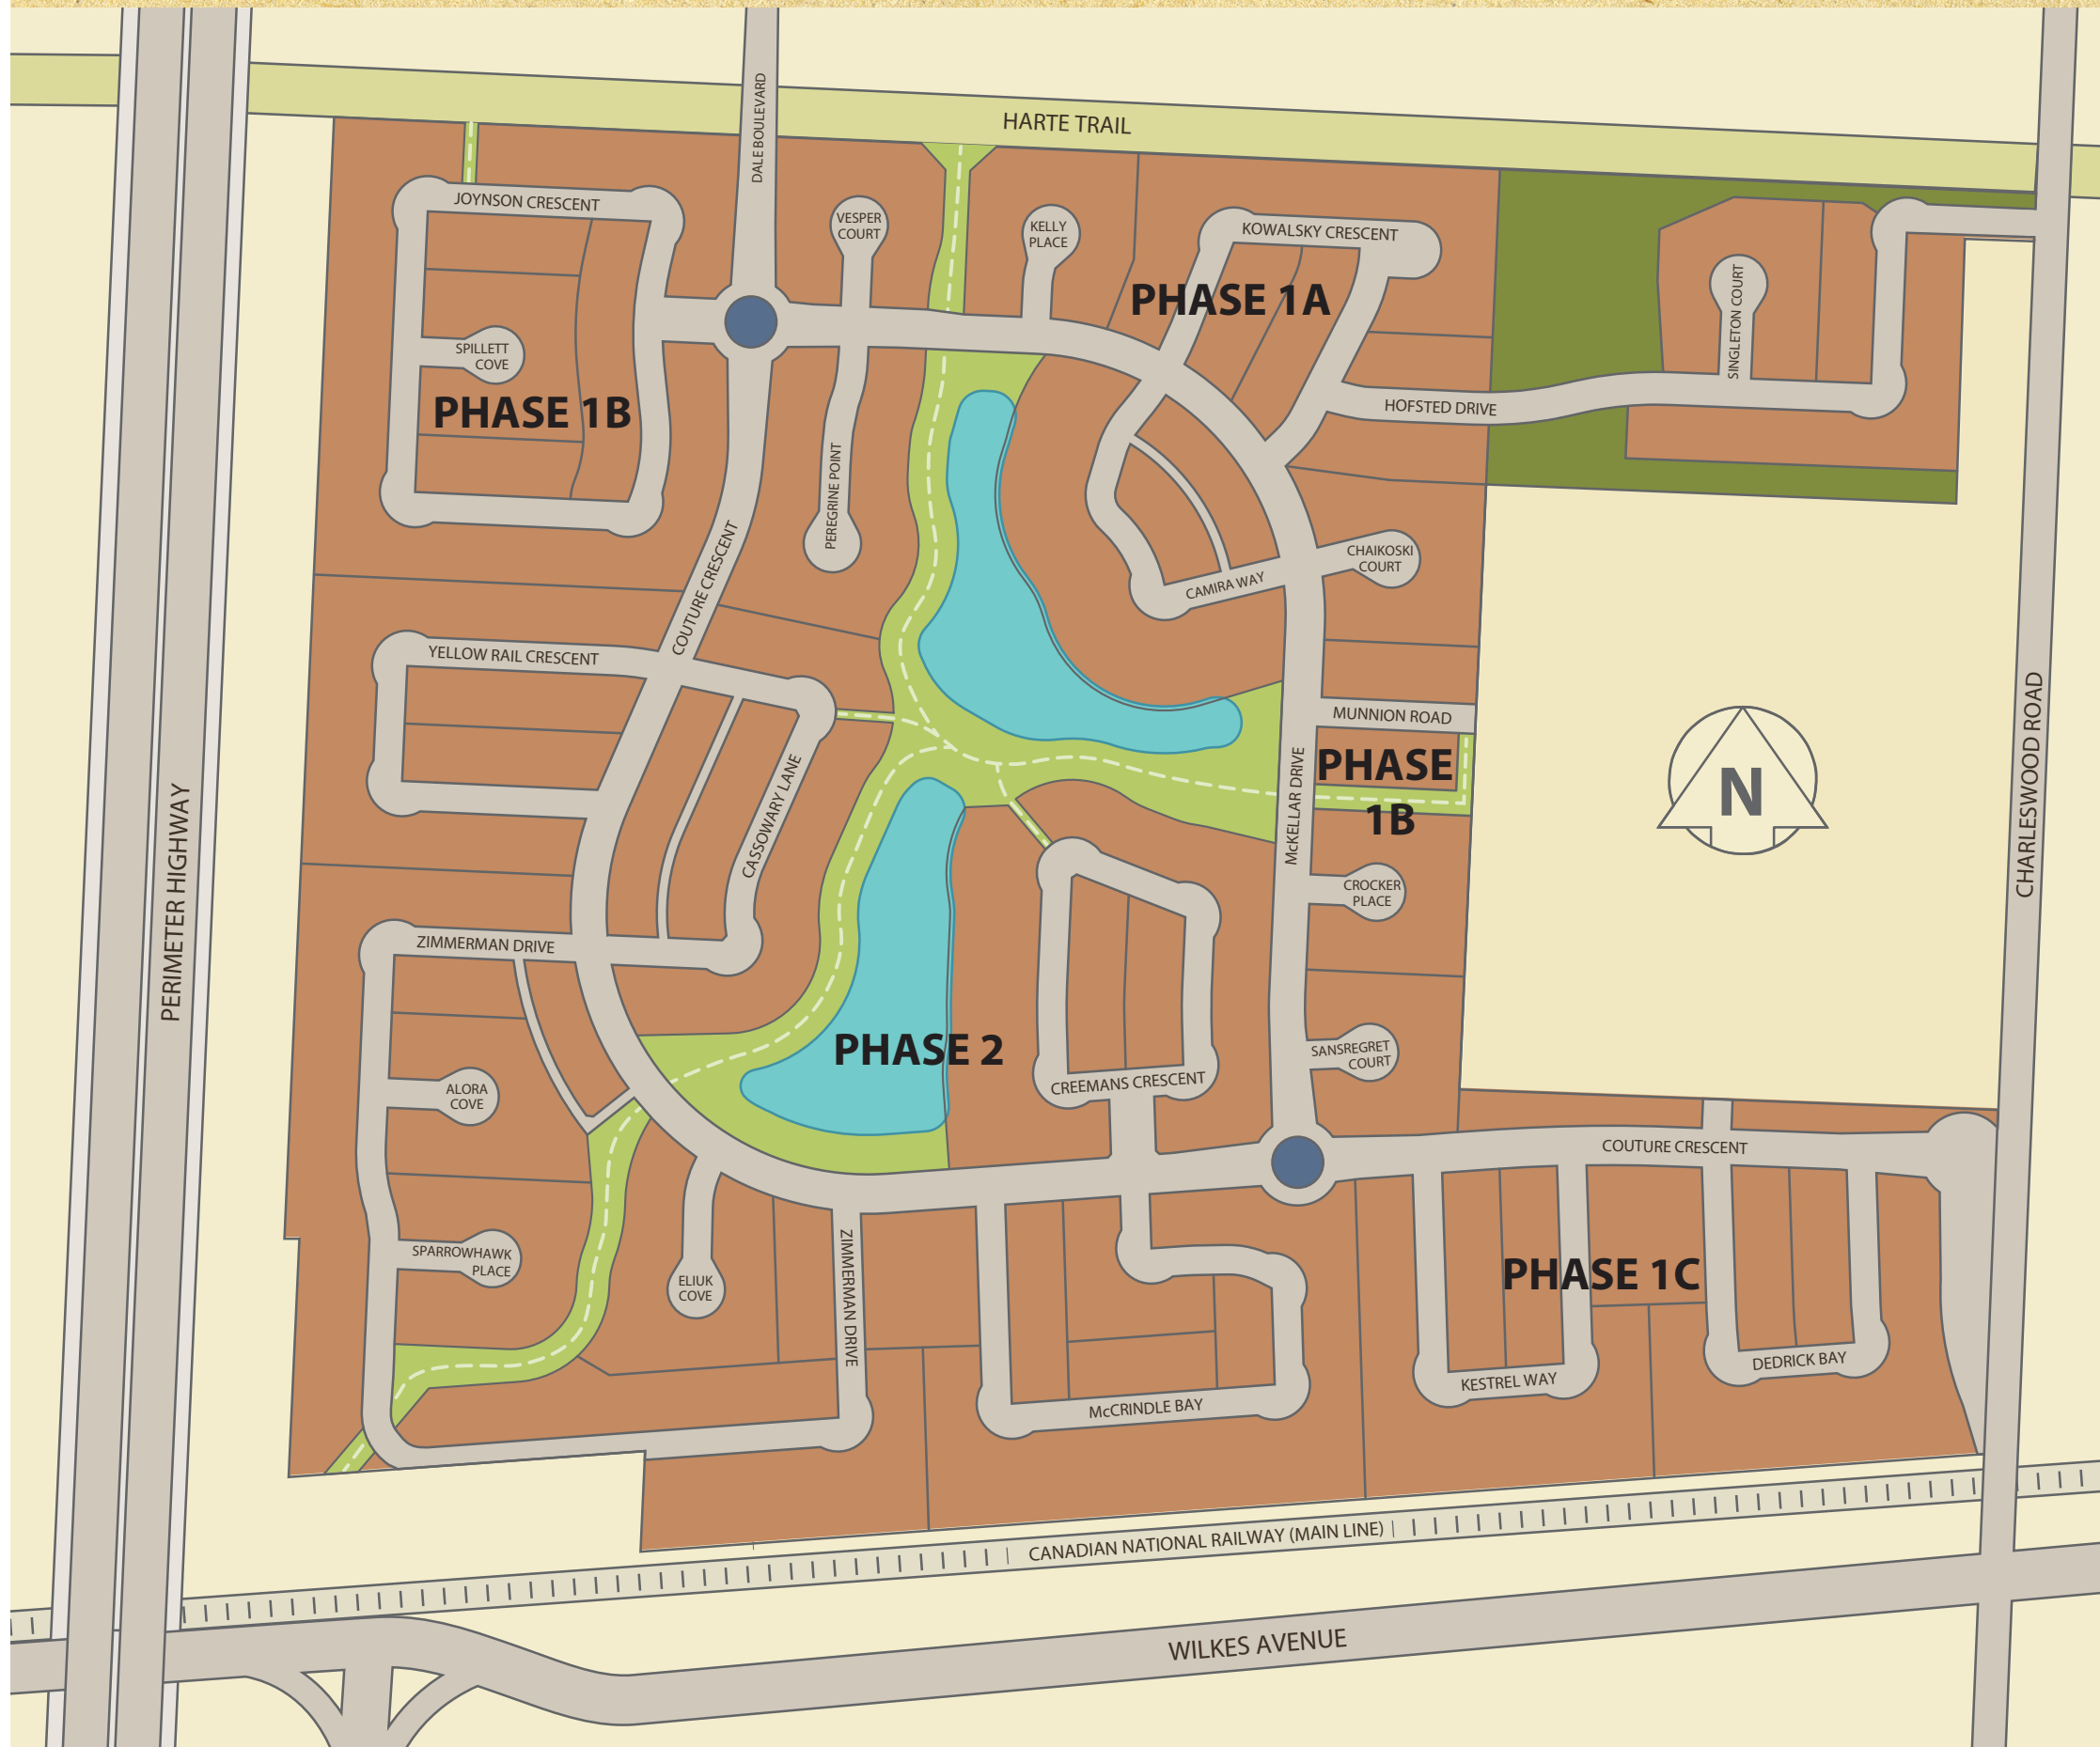 HARTE TRAIL
DALE BOULEVARD
JOYNSON CRESCENT
VESPER
COURT
KELLY
PLACE
KOWALSKY CRESCENT
PHASE 1A
SINGLETON COURT
SPILLETT
COVE
PHASE 1B
HOFSTED DRIVE
PEREGRINE POINT
COUTURE CRESCENT
CHAIKOSKI
COURT
CAMIRA WAY
YELLOW RAIL CRESCENT
MUNNION ROAD
PHASE
1B
McKELLAR DRIVE
CASSOWARY LANE
CHARLESWOOD ROAD
N
PERIMETER HIGHWAY
CROCKER
PLACE
ZIMMERMAN DRIVE
PHASE 2
SANSREGRET
COURT
CREEMANS CRESCENT
ALORA
COVE
COUTURE CRESCENT
SPARROWHAWK
PLACE
ELIUK
COVE
ZIMMERMAN DRIVE
PHASE 1C
DEDRICK BAY
KESTREL WAY
McCRINDLE BAY
CANADIAN NATIONAL RAILWAY (MAIN LINE)
WILKES AVENUE